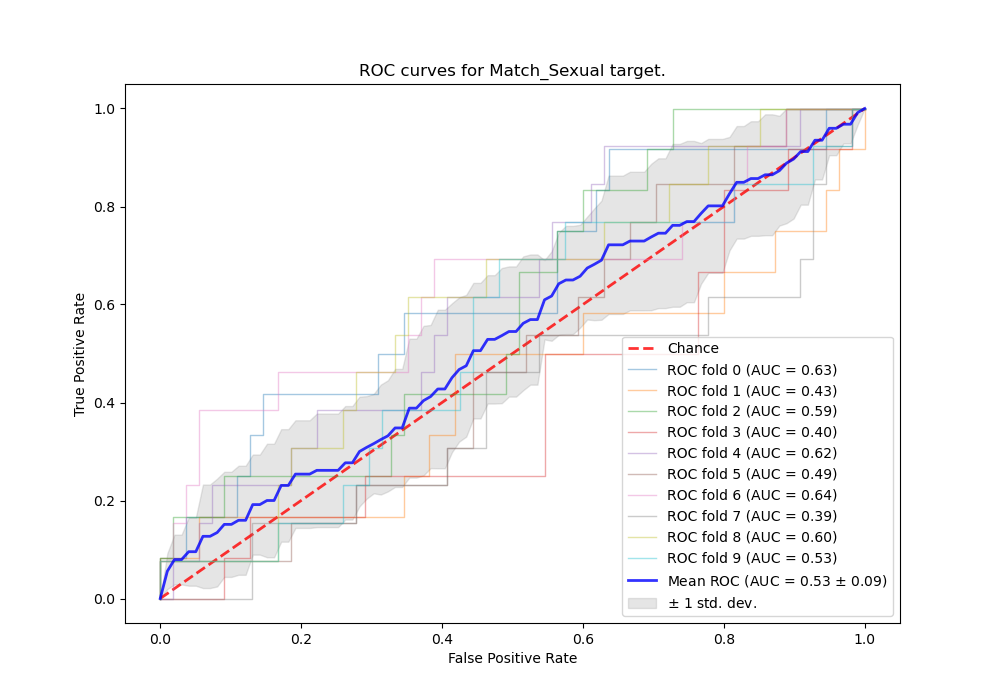 ROC curves for Match_Sexual target.
True Positive Rate
1.0
0.8
0.6
0.4
0.2
0.0
Chance
ROC fold 0 (AUC = 0.63)
ROC fold 1 (AUC = 0.43)
ROC fold 2 (AUC = 0.59)
ROC fold 3 (AUC = 0.40)
ROC fold 4 (AUC = 0.62)
ROC fold 5 (AUC = 0.49)
ROC fold 6 (AUC = 0.64)
ROC fold 7 (AUC = 0.39)
ROC fold 8 (AUC = 0.60)
ROC fold 9 (AUC = 0.53)
Mean ROC (AUC = 0.53 ± 0.09)
± 1 std. dev.
0.0 0.2 0.4 0.6 0.8 1.0
False Positive Rate